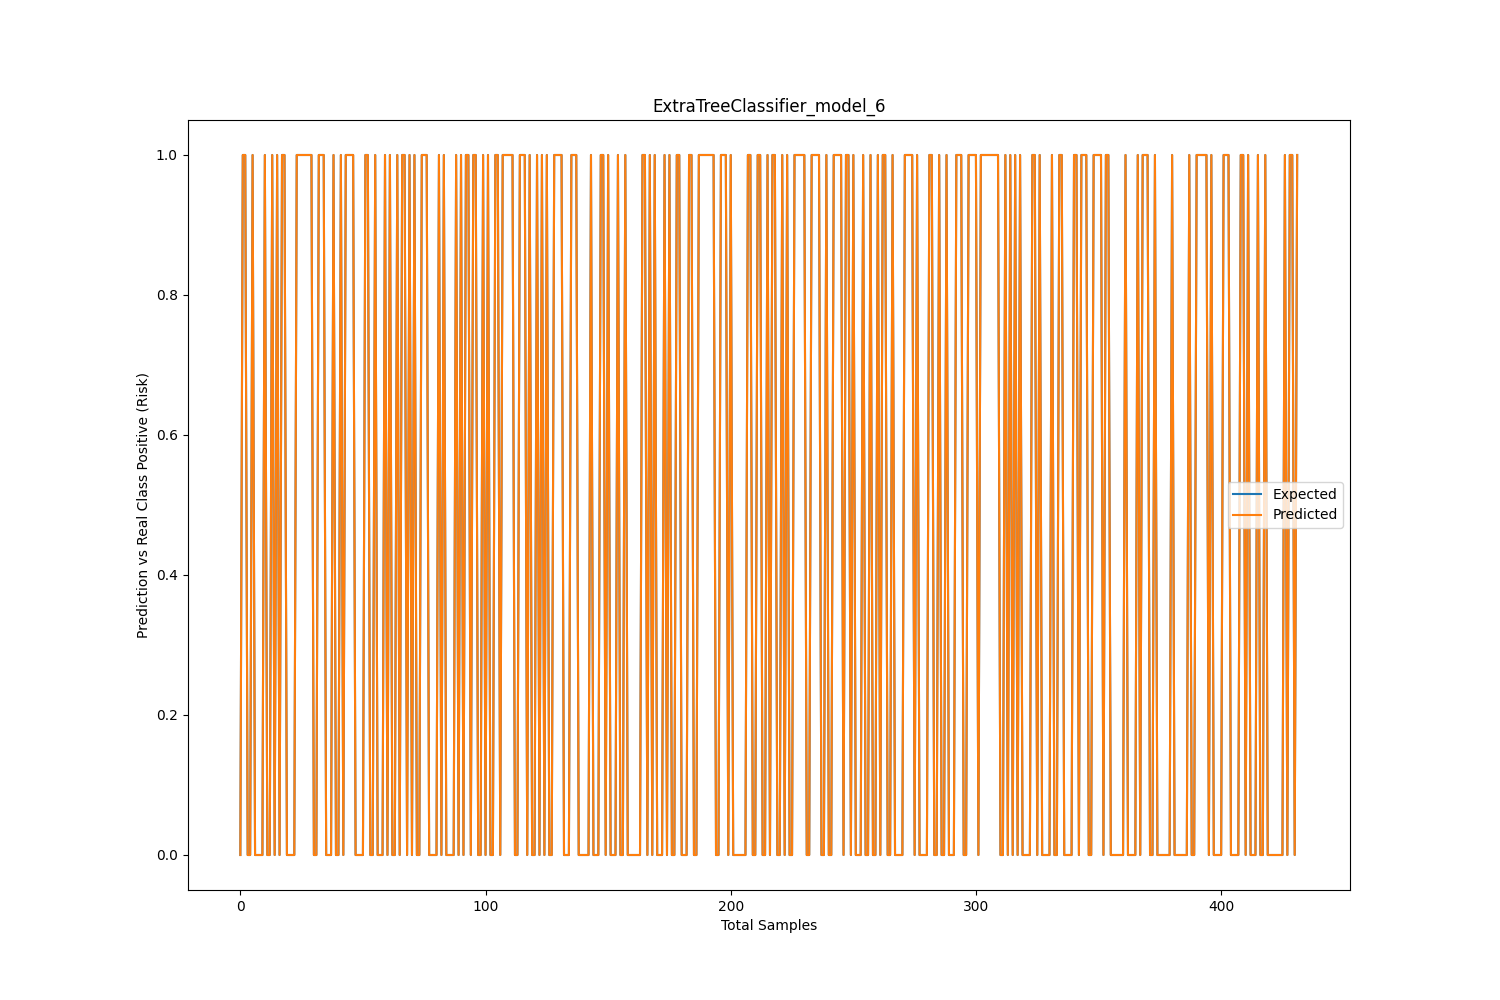 ExtraTreeClassifier_model_6
1.0
0.8
0.6
0.4
0.2
0.0
Prediction vs Real Class Positive (Risk)
Expected
Predicted
0
100
200
300
400
Total Samples